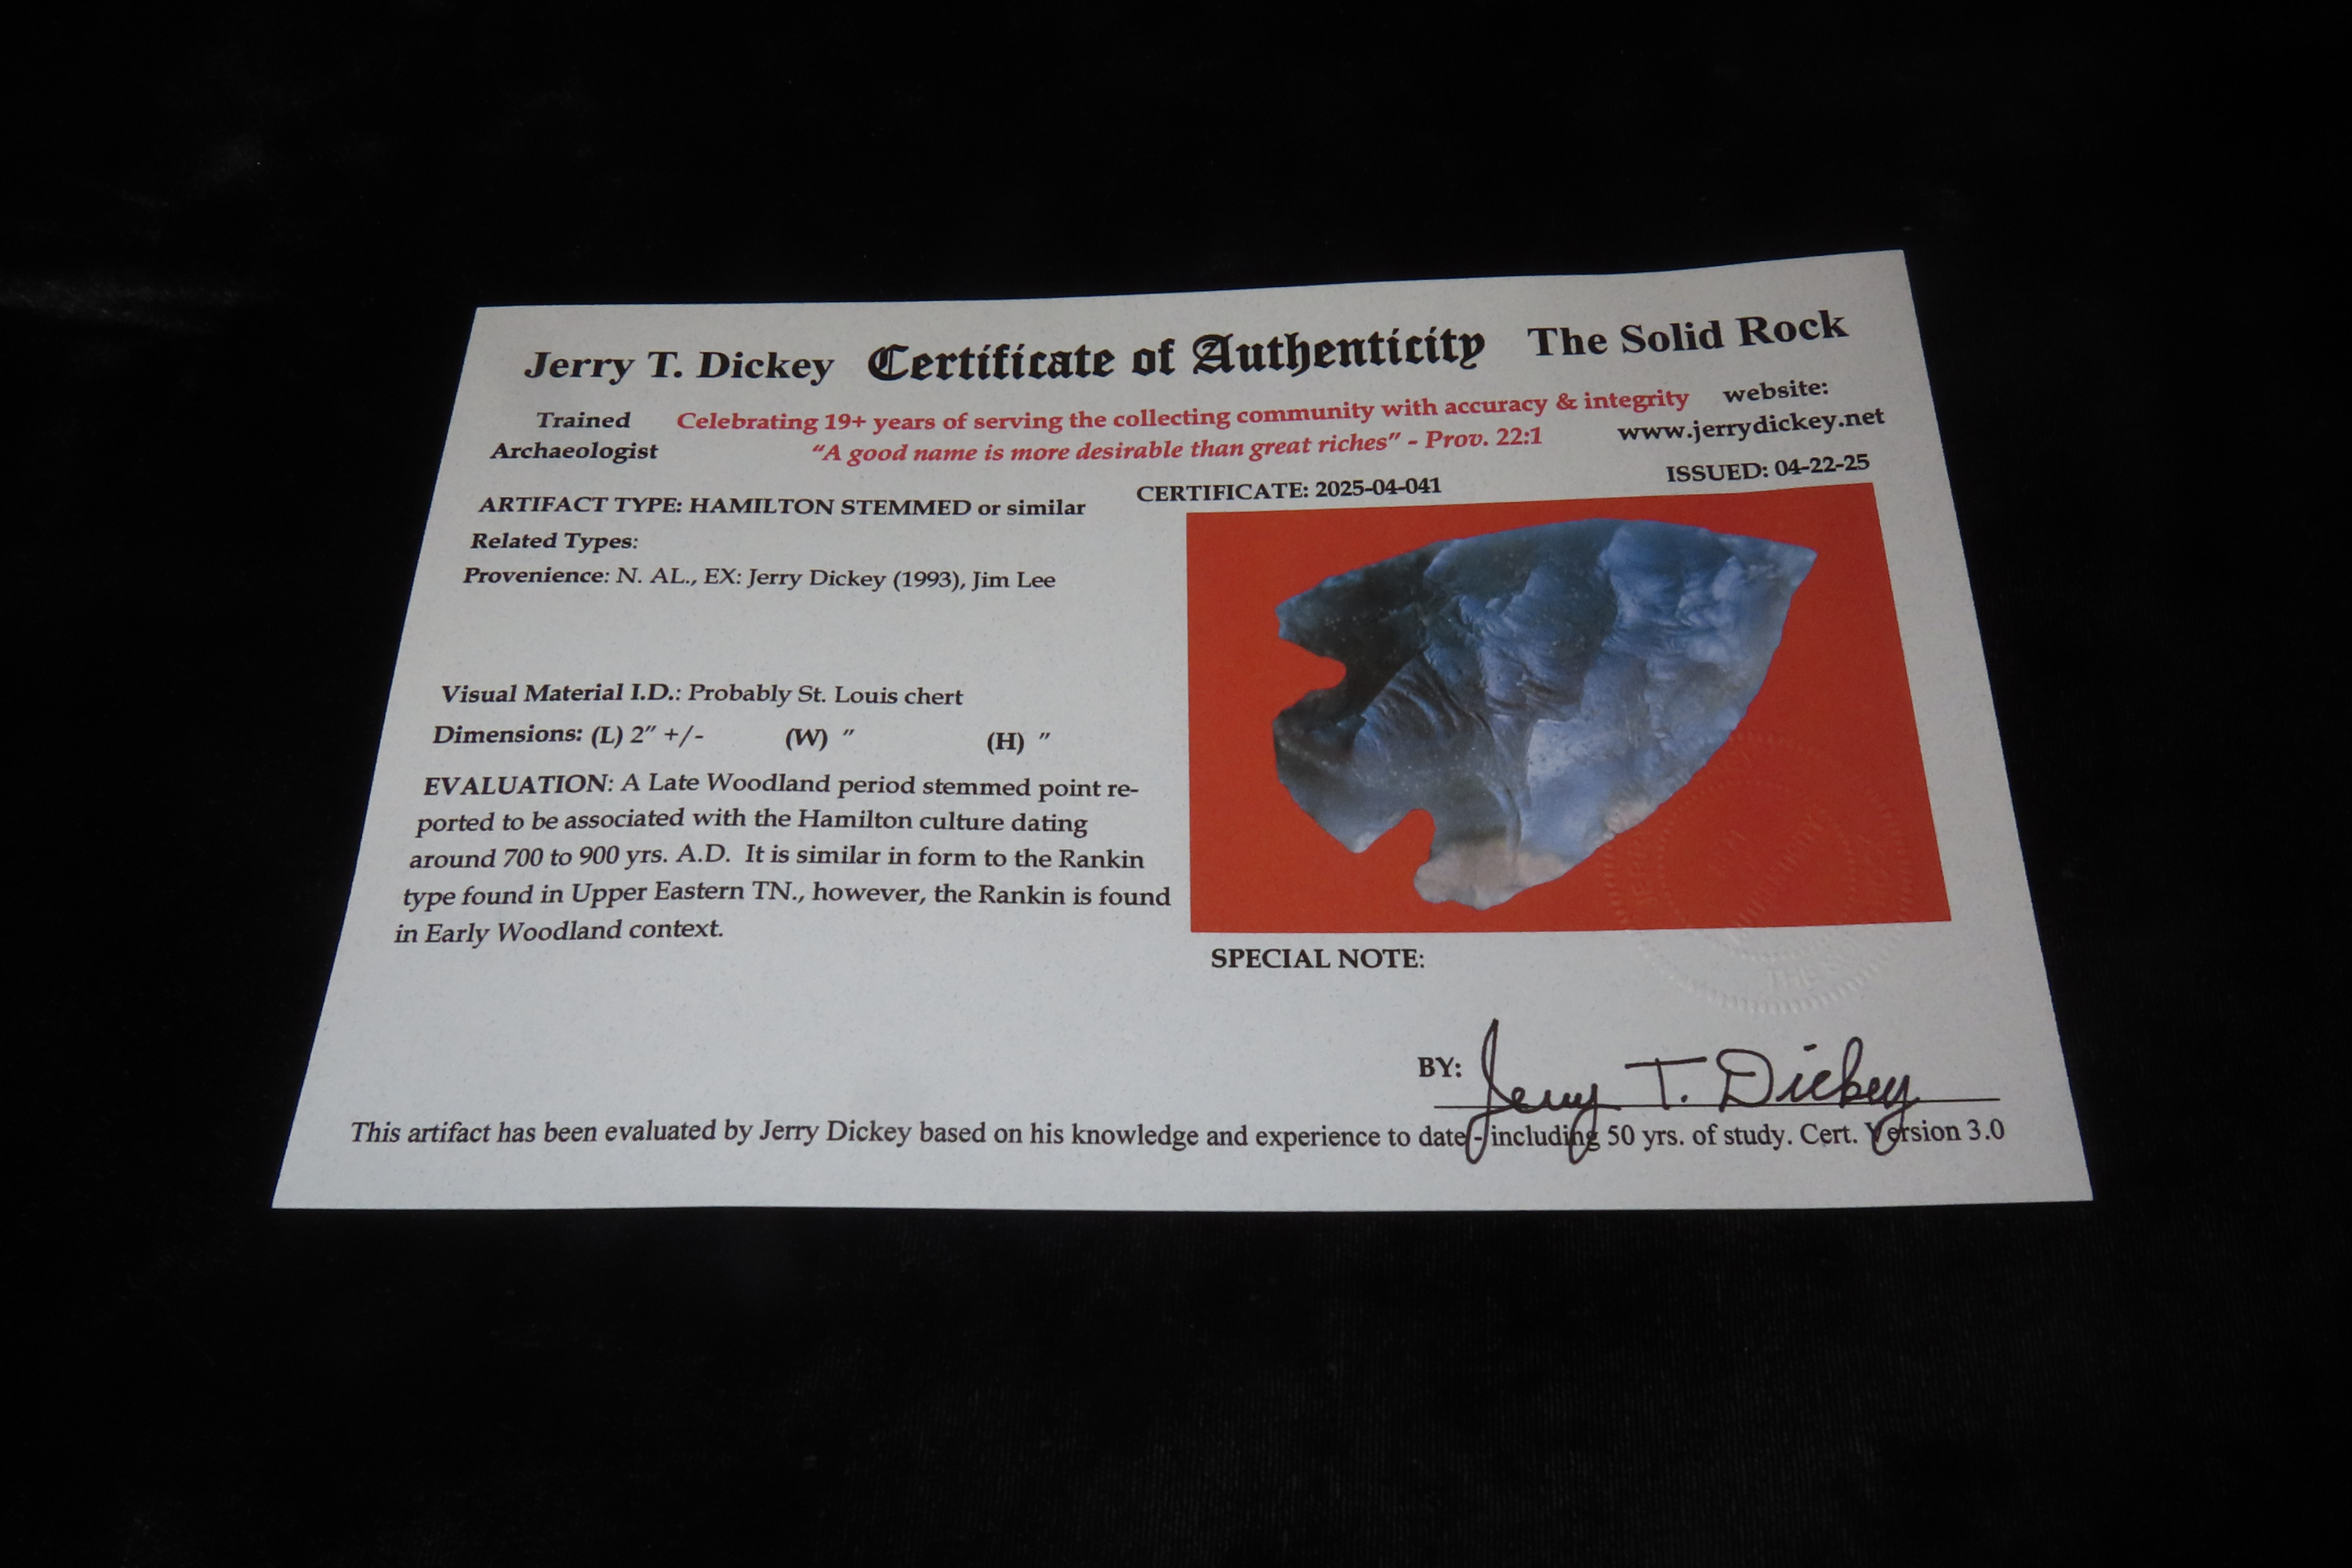 Jerry T. Dickey Certificate of Authenticity The Solid Rock
Trained
Archaeologist
Celebrating 19+ years of serving the collecting community with accuracy & integrity
"A good name is more desirable than great riches" - Prov. 22:1
website:
www.jerrydickey.net
CERTIFICATE: 2025-04-041
ISSUED: 04-22-25
ARTIFACT TYPE: HAMILTON STEMMED or similar
Related Types:
Provenience: N. AL., EX: Jerry Dickey (1993), Jim Lee
Visual Material I.D.: Probably St. Louis chert
Dimensions: (L) 2" +/- (W) " (H) "
EVALUATION: A Late Woodland period stemmed point re-
ported to be associated with the Hamilton culture dating
around 700 to 900 yrs. A.D. It is similar in form to the Rankin
type found in Upper Eastern TN., however, the Rankin is found
in Early Woodland context.
SPECIAL NOTE:
BY: Jerry T. Dickey
This artifact has been evaluated by Jerry Dickey based on his knowledge and experience to date - including 50 yrs. of study. Cert. Version 3.0